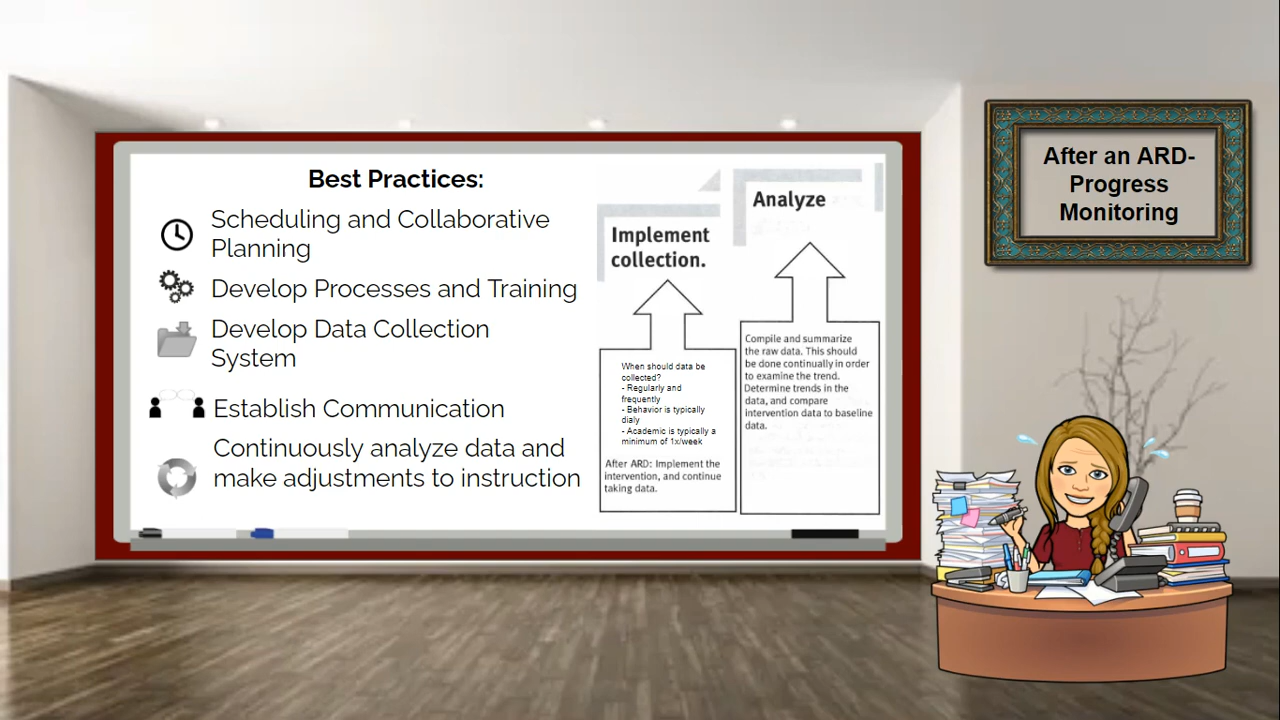 Best Practices:
Scheduling and Collaborative
Planning
Develop Processes and Training
Develop Data Collection
System
Establish Communication
Continuously analyze data and
make adjustments to instruction
Implement
collection.
When should data be
collected?
- Regularly and
frequently
- Behavior is typically
dialy
- Academic is typically a
minimum of 1x/week
After ARD: Implement the
intervention, and continue
taking data.
Analyze
Compile and summarize
the raw data. This should
be done continually in order
to examine the trend.
Determine trends in the
data, and compare
intervention data to baseline
data.
After an ARD-
Progress
Monitoring